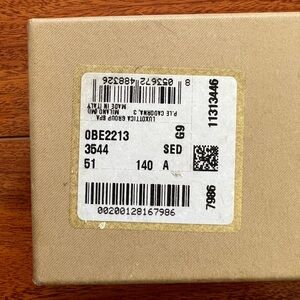 8 053672 488326
LUXOTTICA GROUP SPA
P.LE CADORNA, 3
MILANO (MI)
MADE IN ITALY
0BE2213
G9
3544 SED
51 140 A
00200128167986
11313446
7986